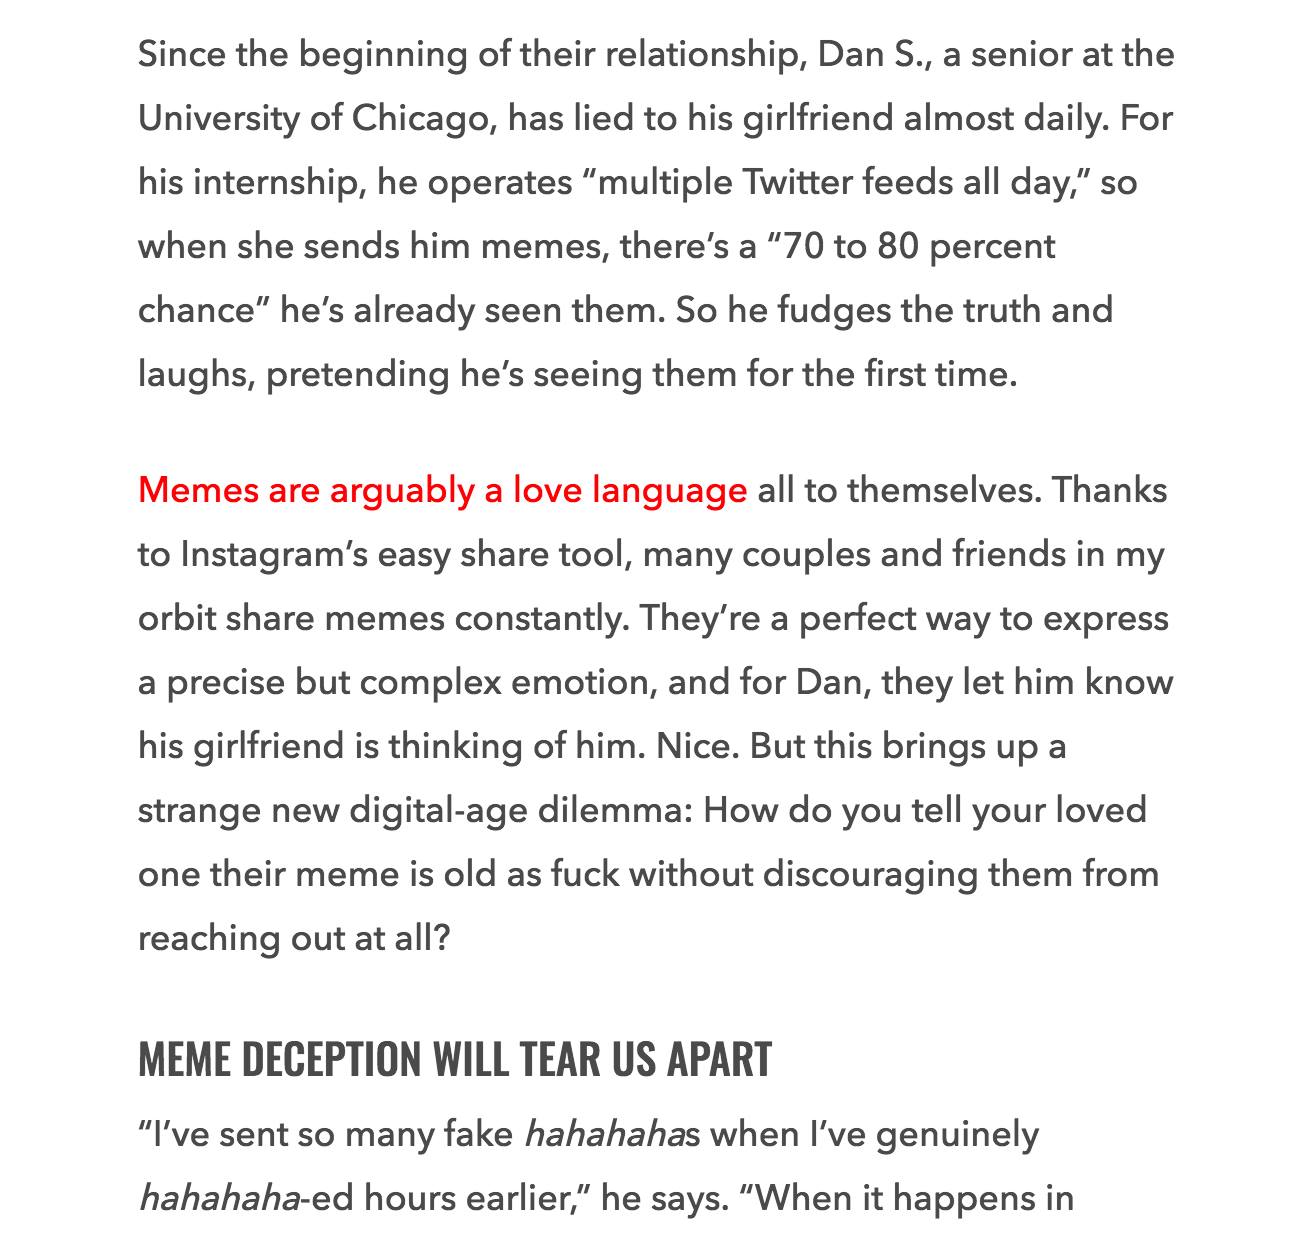 Since the beginning of their relationship, Dan S., a senior at the
University of Chicago, has lied to his girlfriend almost daily. For
his internship, he operates “multiple Twitter feeds all day,” so
when she sends him memes, there’s a “70 to 80 percent
chance” he’s already seen them. So he fudges the truth and
laughs, pretending he’s seeing them for the first time.
Memes are arguably a love language all to themselves. Thanks
to Instagram’s easy share tool, many couples and friends in my
orbit share memes constantly. They’re a perfect way to express
a precise but complex emotion, and for Dan, they let him know
his girlfriend is thinking of him. Nice. But this brings up a
strange new digital-age dilemma: How do you tell your loved
one their meme is old as fuck without discouraging them from
reaching out at all?
MEME DECEPTION WILL TEAR US APART
“I’ve sent so many fake hahahahas when I’ve genuinely
hahahaha-ed hours earlier,” he says. “When it happens in